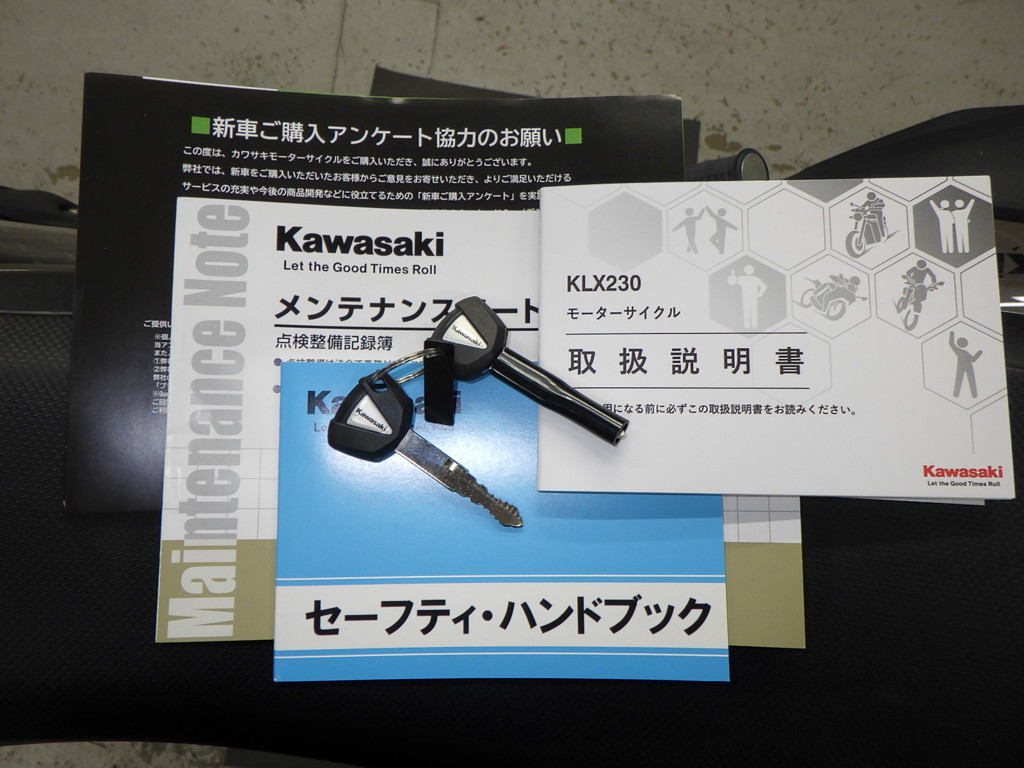 ■新車ご購入アンケート協力のお願い■
この度は、カワサキモーターサイクルをご購入いただき、誠にありがとうございます。
弊社では、新車をご購入いただいたお客様からご意見をお寄せいただき、よりご満足いただける
サービスの充実や今後の商品開発などに役立てるための「新車ご購入アンケート」を実
Maintenance Note
Kawasaki
Let the Good Times Roll
メンテナンス ート
点検整備記録簿
KLX230
モーターサイクル
取扱説明書
用になる前に必ずこの取扱説明書をお読みください。
Kawasaki
Let the Good Times Roll
Kawasaki
Kawasaki
セーフティ・ハンドブック